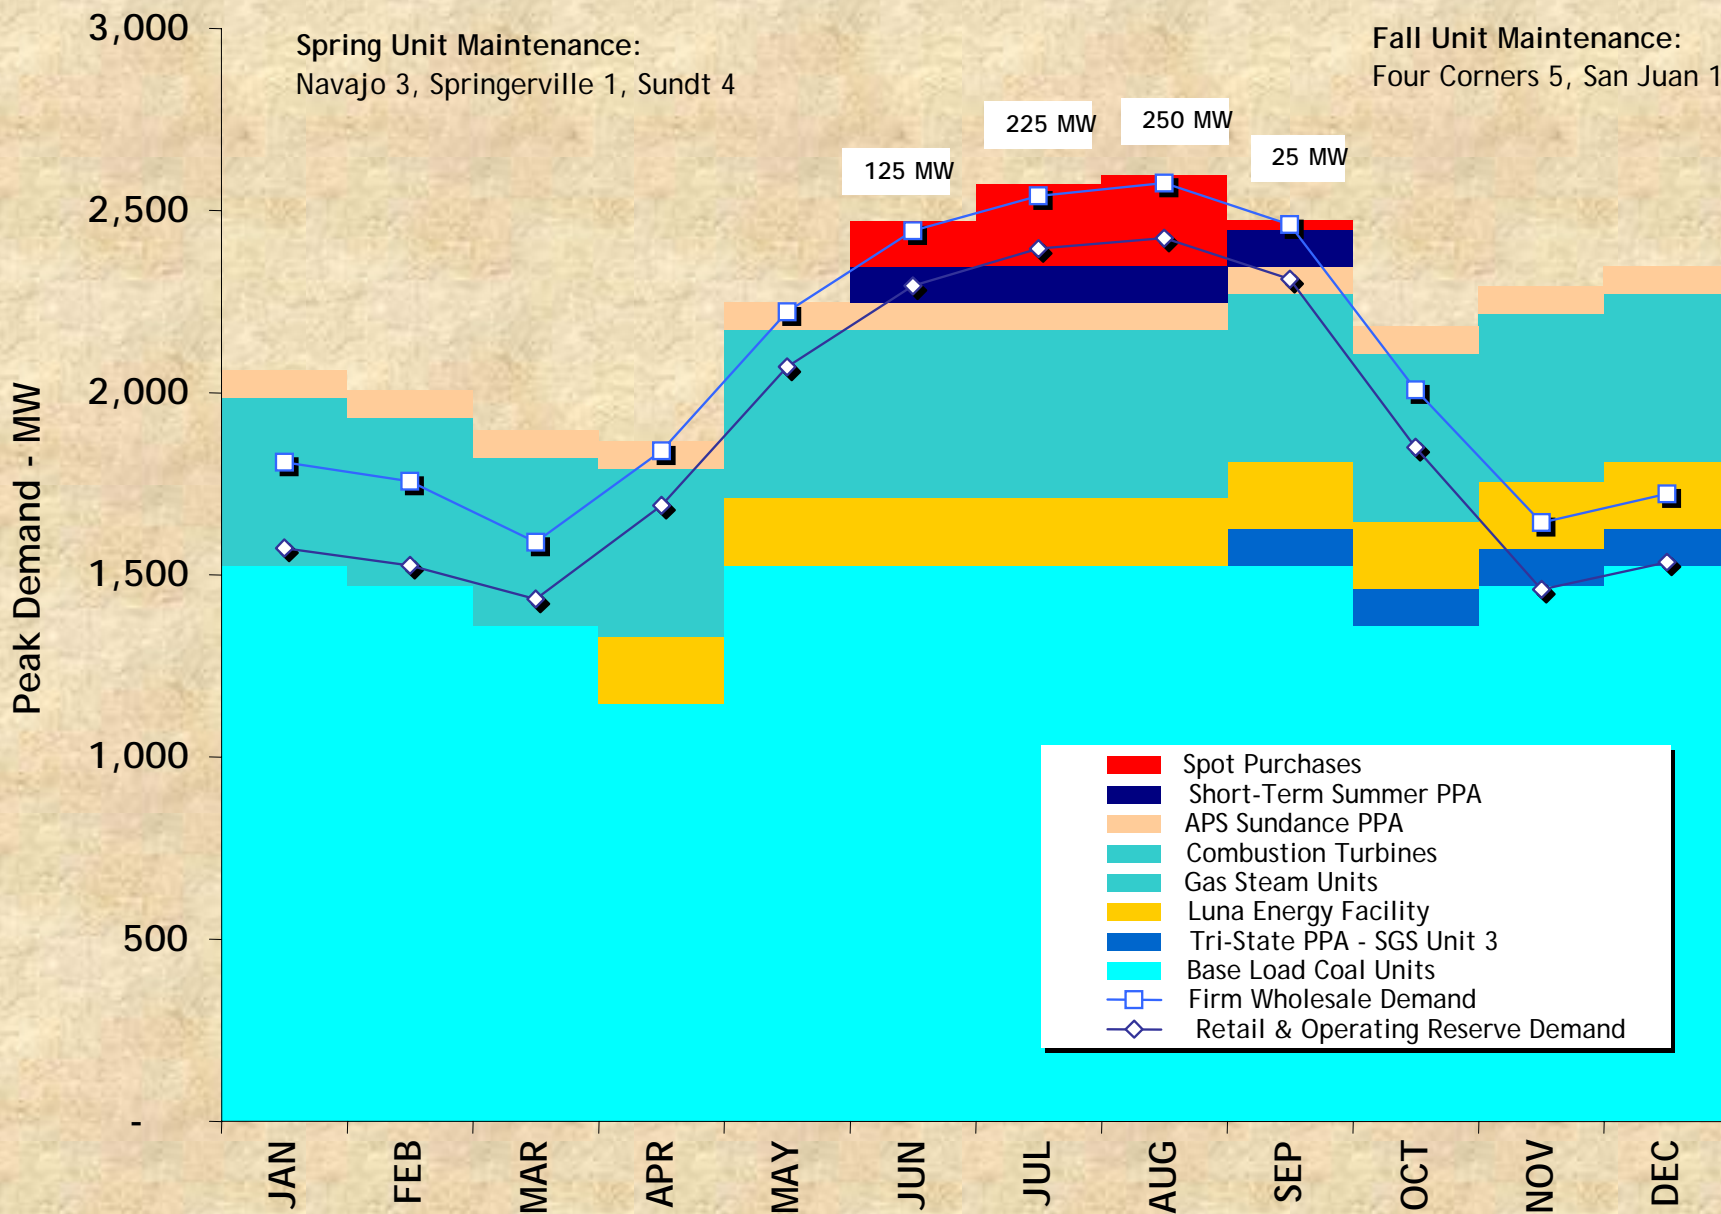 3,000
Spring Unit Maintenance:
Navajo 3, Springerville 1, Sundt 4
Fall Unit Maintenance:
Four Corners 5, San Juan 1
225 MW
250 MW
125 MW
25 MW
2,500
2,000
1,500
1,000
500
-
Peak Demand - MW
Spot Purchases
Short-Term Summer PPA
APS Sundance PPA
Combustion Turbines
Gas Steam Units
Luna Energy Facility
Tri-State PPA - SGS Unit 3
Base Load Coal Units
Firm Wholesale Demand
Retail & Operating Reserve Demand
JAN
FEB
MAR
APR
MAY
JUN
JUL
AUG
SEP
OCT
NOV
DEC